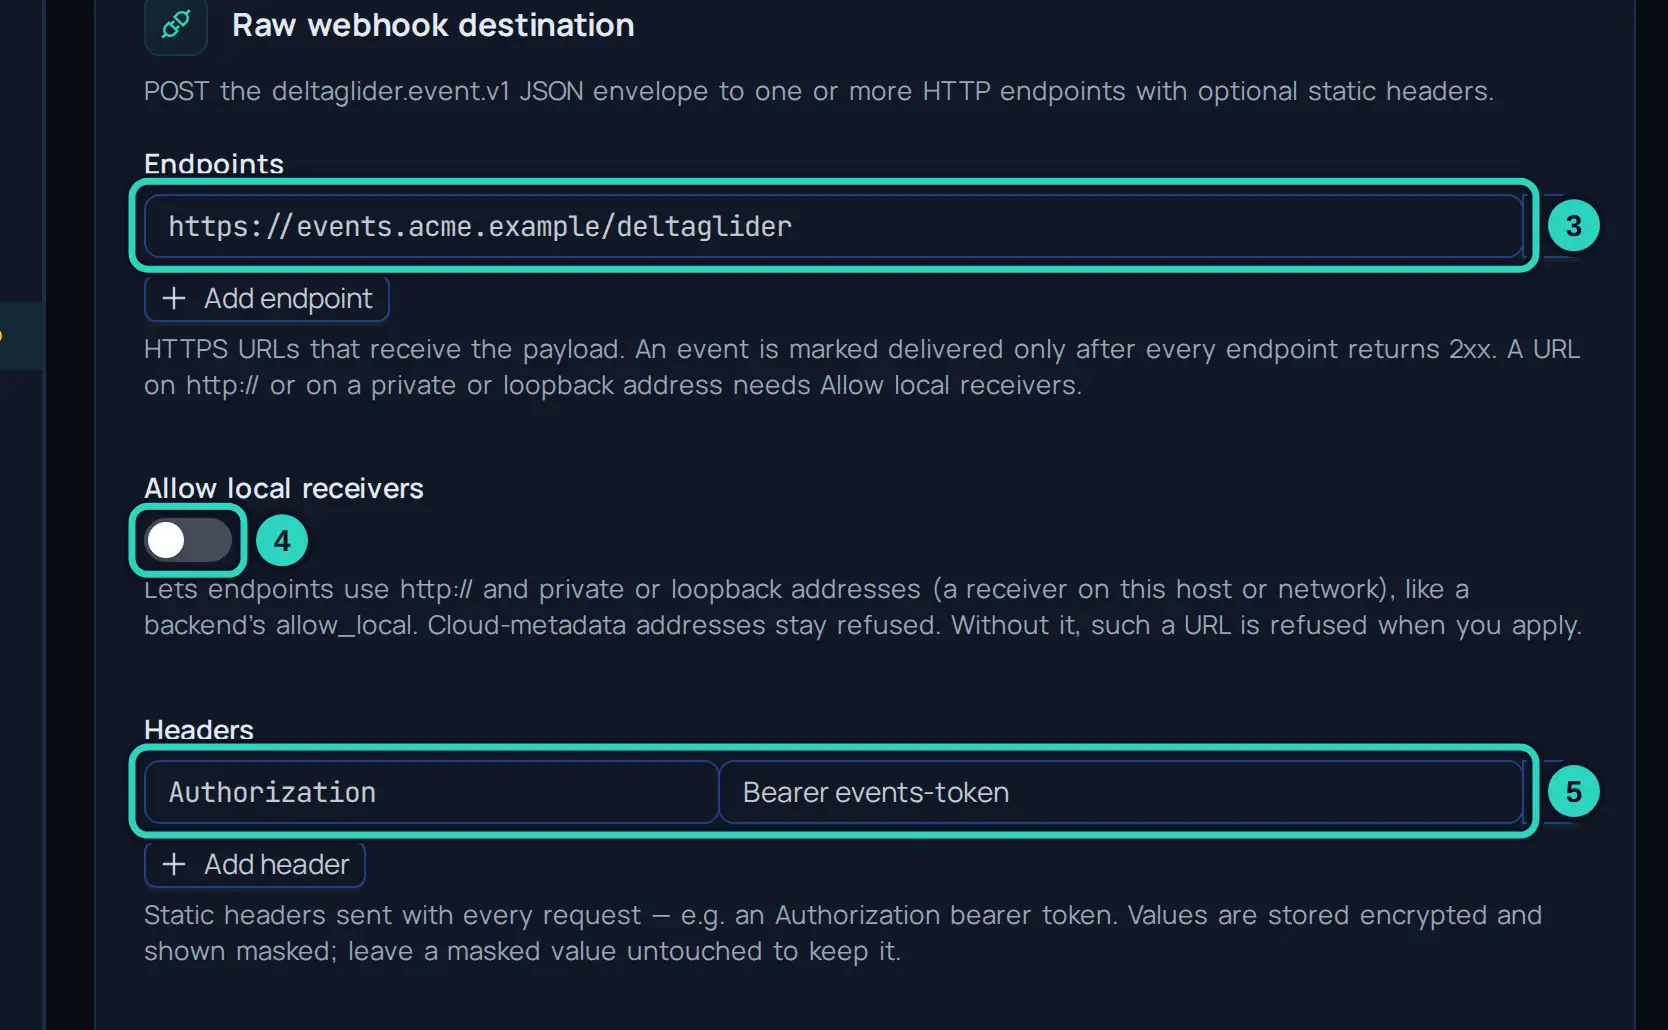 Raw webhook destination
POST the deltaglider.event.v1 JSON envelope to one or more HTTP endpoints with optional static headers.
Endpoints
https://events.acme.example/deltaglider
3
+ Add endpoint
HTTPS URLs that receive the payload. An event is marked delivered only after every endpoint returns 2xx. A URL
on http:// or on a private or loopback address needs Allow local receivers.
Allow local receivers
4
Lets endpoints use http:// and private or loopback addresses (a receiver on this host or network), like a
backend's allow_local. Cloud-metadata addresses stay refused. Without it, such a URL is refused when you apply.
Headers
Authorization Bearer events-token
5
+ Add header
Static headers sent with every request — e.g. an Authorization bearer token. Values are stored encrypted and
shown masked; leave a masked value untouched to keep it.